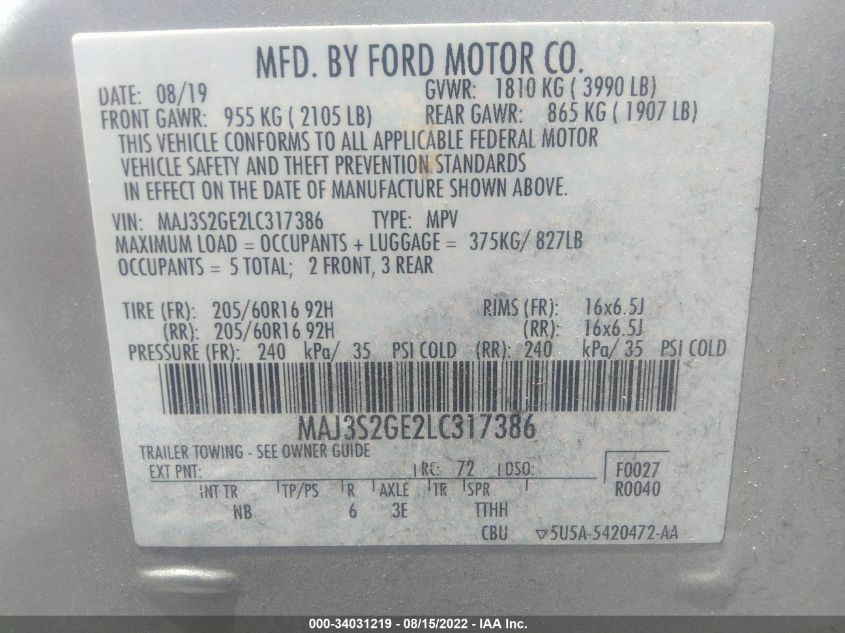 MFD. BY FORD MOTOR CO.
DATE: 08/19 GVWR: 1810 KG ( 3990 LB)
FRONT GAWR: 955 KG ( 2105 LB) REAR GAWR: 865 KG ( 1907 LB)
THIS VEHICLE CONFORMS TO ALL APPLICABLE FEDERAL MOTOR
VEHICLE SAFETY AND THEFT PREVENTION STANDARDS
IN EFFECT ON THE DATE OF MANUFACTURE SHOWN ABOVE.
VIN: MAJ3S2GE2LC317386 TYPE: MPV
MAXIMUM LOAD = OCCUPANTS + LUGGAGE = 375KG/ 827LB
OCCUPANTS = 5 TOTAL; 2 FRONT, 3 REAR
TIRE (FR): 205/60R16 92H RIMS (FR): 16x6.5J
(RR): 205/60R16 92H (RR): 16x6.5J
PRESSURE (FR): 240 kPa/ 35 PSI COLD (RR): 240 kPa/ 35 PSI COLD
MAJ3S2GE2LC317386
TRAILER TOWING - SEE OWNER GUIDE
EXT PNT: RC: 72 DSO: F0027
R0040
INT TR TP/PS R AXLE TR SPR
NB 6 3E TTHH
CBU 5U5A-5420472-AA
000-34031219 - 08/15/2022 - IAA Inc.